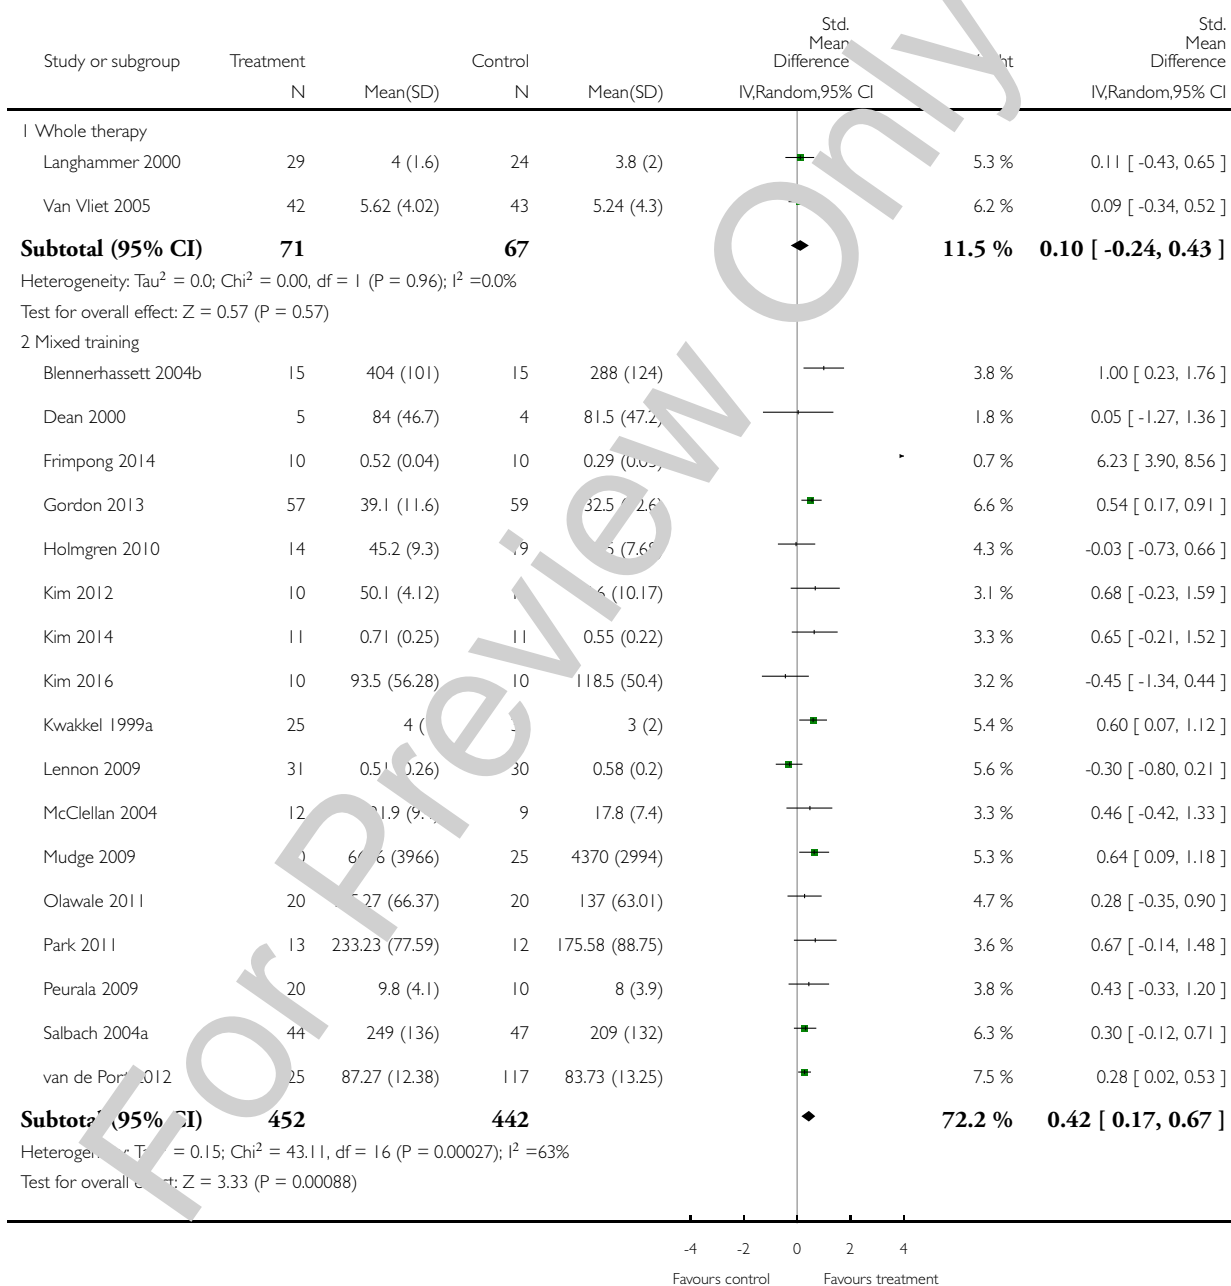 Std. Std.
Mean Mean
Study or subgroup Treatment Control Difference Difference
N Mean(SD) N Mean(SD) IV,Random,95% CI IV,Random,95% CI
1 Whole therapy
Langhammer 2000 29 4 (1.6) 24 3.8 (2) 5.3 % 0.11 [ -0.43, 0.65 ]
Van Vliet 2005 42 5.62 (4.02) 43 5.24 (4.3) 6.2 % 0.09 [ -0.34, 0.52 ]
Subtotal (95% CI) 71 67 11.5 % 0.10 [ -0.24, 0.43 ]
Heterogeneity: Tau² = 0.0; Chi² = 0.00, df = 1 (P = 0.96); I² =0.0%
Test for overall effect: Z = 0.57 (P = 0.57)
2 Mixed training
Blennerhassett 2004b 15 404 (101) 15 288 (124) 3.8 % 1.00 [ 0.23, 1.76 ]
Dean 2000 5 84 (46.7) 4 81.5 (47.2) 1.8 % 0.05 [ -1.27, 1.36 ]
Frimpong 2014 10 0.52 (0.04) 10 0.29 0.7 % 6.23 [ 3.90, 8.56 ]
Gordon 2013 57 39.1 (11.6) 59 32.5 6.6 % 0.54 [ 0.17, 0.91 ]
Holmgren 2010 14 45.2 (9.3) 4.3 % -0.03 [ -0.73, 0.66 ]
Kim 2012 10 50.1 (4.12) (10.17) 3.1 % 0.68 [ -0.23, 1.59 ]
Kim 2014 11 0.71 (0.25) 11 0.55 (0.22) 3.3 % 0.65 [ -0.21, 1.52 ]
Kim 2016 10 93.5 (56.28) 10 118.5 (50.4) 3.2 % -0.45 [ -1.34, 0.44 ]
Kwakkel 1999a 25 4 3 (2) 5.4 % 0.60 [ 0.07, 1.12 ]
Lennon 2009 31 30 0.58 (0.2) 5.6 % -0.30 [ -0.80, 0.21 ]
McClellan 2004 12 9 17.8 (7.4) 3.3 % 0.46 [ -0.42, 1.33 ]
Mudge 2009 (3966) 25 4370 (2994) 5.3 % 0.64 [ 0.09, 1.18 ]
Olawale 2011 20 (66.37) 20 137 (63.01) 4.7 % 0.28 [ -0.35, 0.90 ]
Park 2011 13 233.23 (77.59) 12 175.58 (88.75) 3.6 % 0.67 [ -0.14, 1.48 ]
Peurala 2009 20 9.8 (4.1) 10 8 (3.9) 3.8 % 0.43 [ -0.33, 1.20 ]
Salbach 2004a 44 249 (136) 47 209 (132) 6.3 % 0.30 [ -0.12, 0.71 ]
van de Port 2012 87.27 (12.38) 117 83.73 (13.25) 7.5 % 0.28 [ 0.02, 0.53 ]
Subtotal (95% CI) 452 442 72.2 % 0.42 [ 0.17, 0.67 ]
= 0.15; Chi² = 43.11, df = 16 (P = 0.00027); I² =63%
Test for overall effect: Z = 3.33 (P = 0.00088)
-4 -2 0 2 4
Favours control Favours treatment
For Preview Only